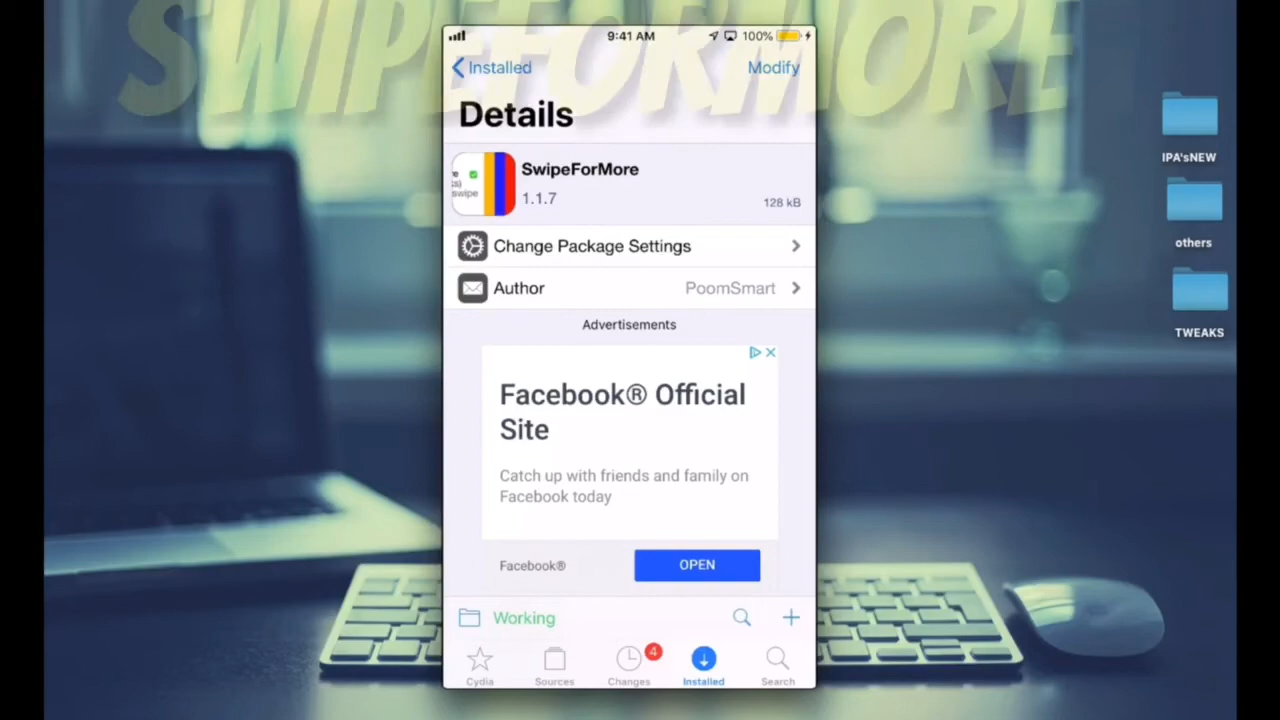 SWIPEFORMORE
9:41 AM
100%
Installed
Modify
Details
SwipeForMore
1.1.7
128 kB
swipe
Change Package Settings
Author
PoomSmart
Advertisements
Facebook® Official
Site
Catch up with friends and family on
Facebook today
Facebook®
OPEN
Working
4
Cydia
Sources
Changes
Installed
Search
IPA'sNEW
others
TWEAKS